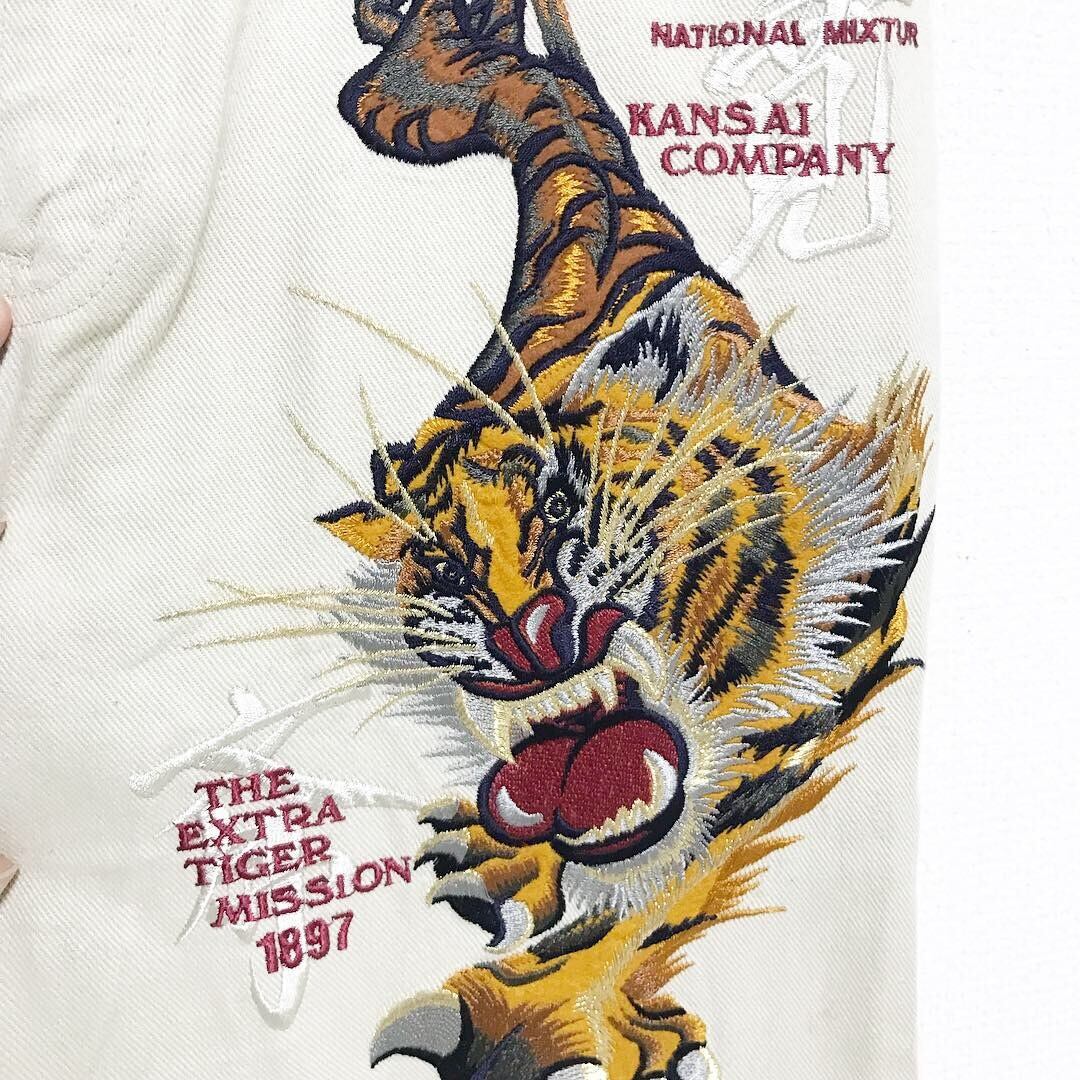 NATIONAL MIXTUR
KANSAI
COMPANY
THE
EXTRA
TIGER
MISSION
1897